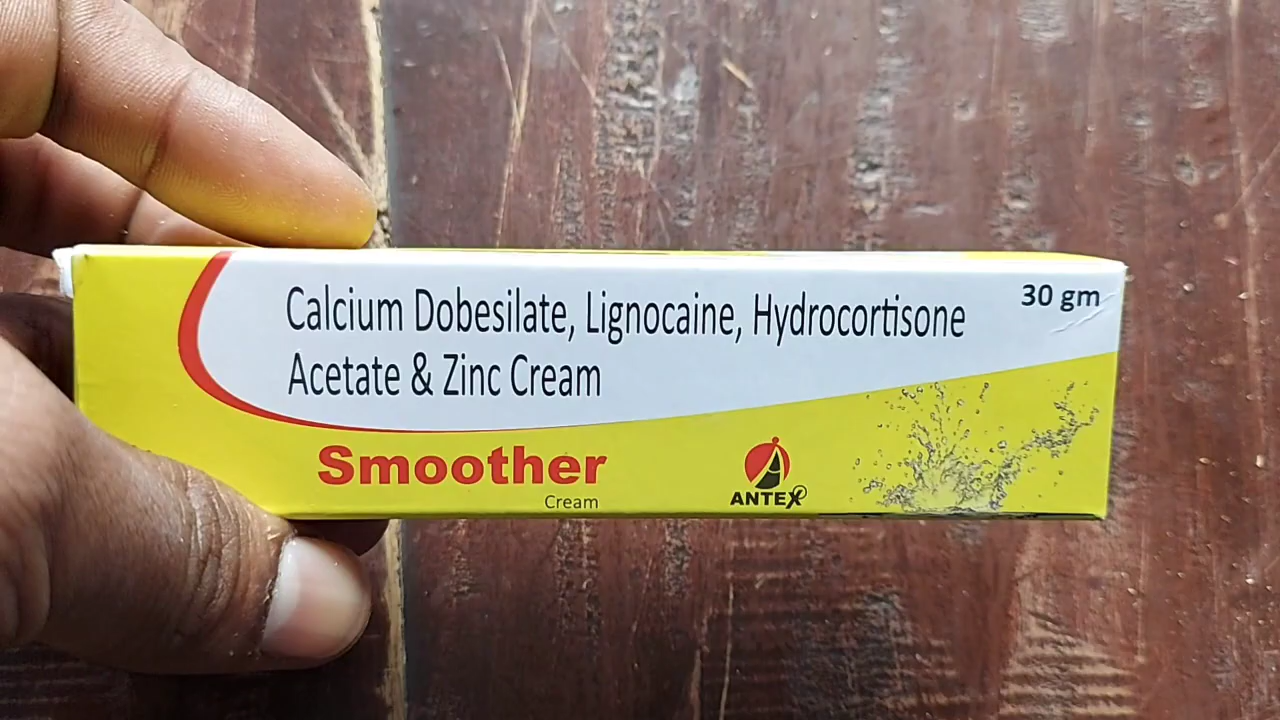 Calcium Dobesilate, Lignocaine, Hydrocortisone
Acetate & Zinc Cream
30 gm
Smoother
Cream
ANTEX